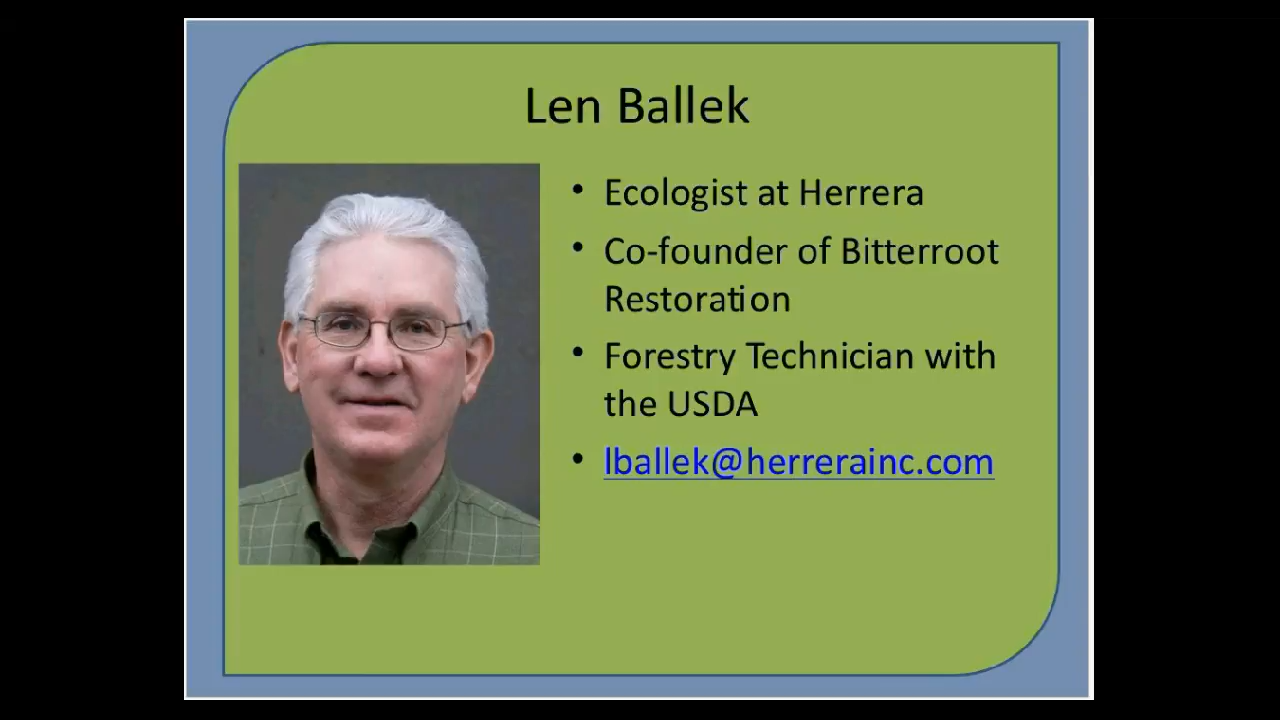 Len Ballek
• Ecologist at Herrera
• Co-founder of Bitterroot
Restoration
• Forestry Technician with
the USDA
• lballek@herrerainc.com